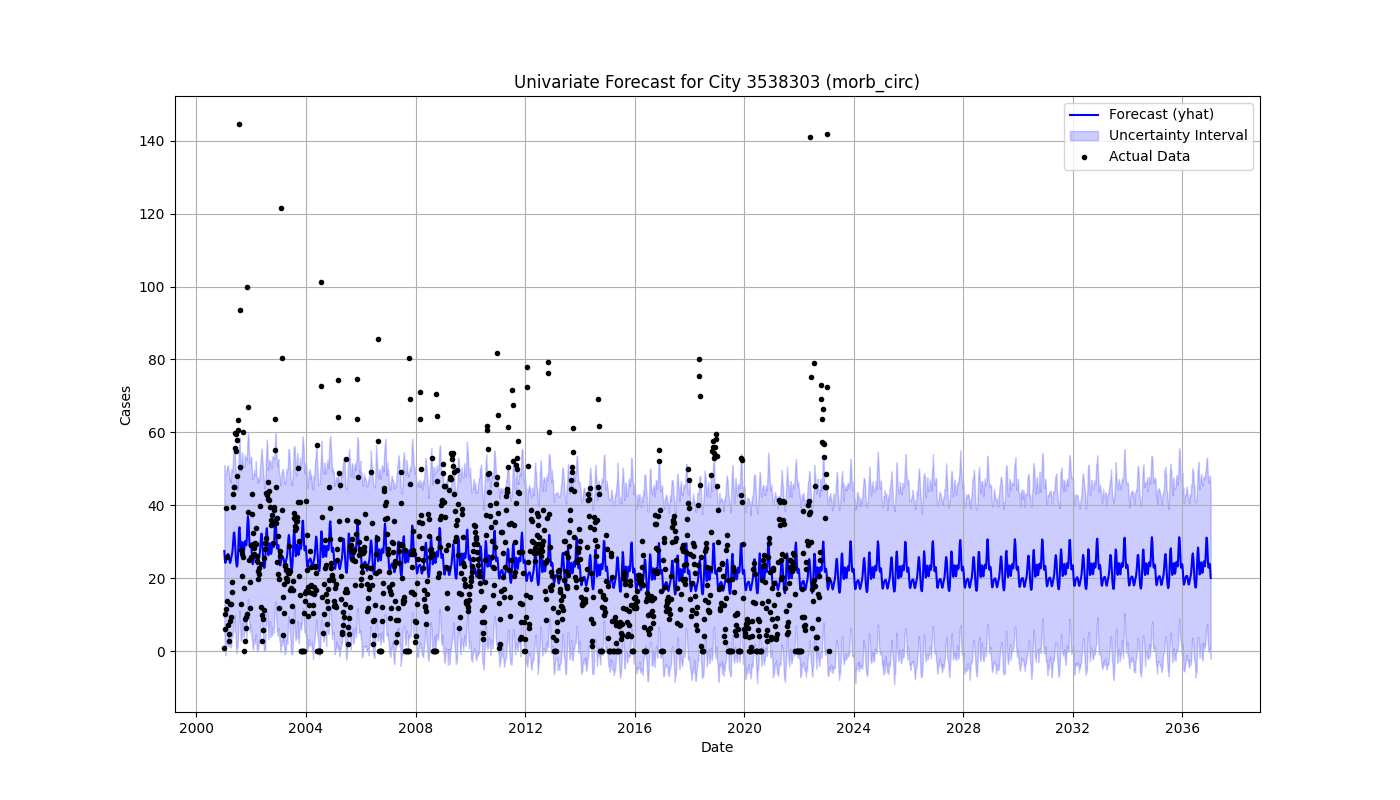 Univariate Forecast for City 3538303 (morb_circ)
Forecast (yhat)
Uncertainty Interval
Actual Data
Cases
140
120
100
80
60
40
20
0
2000 2004 2008 2012 2016 2020 2024 2028 2032 2036
Date